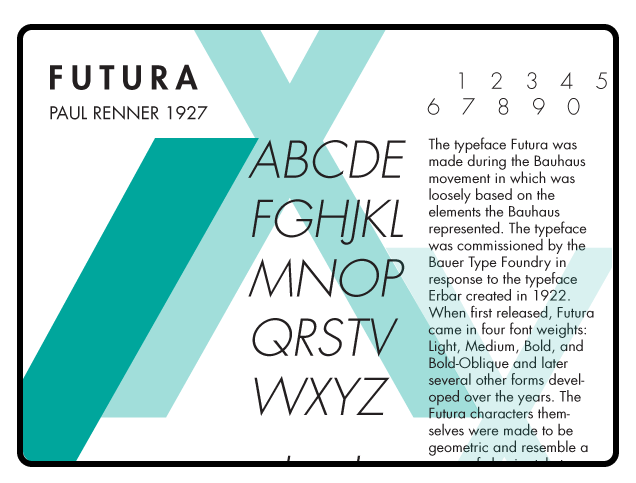 FUTURA
PAUL RENNER 1927
1 2 3 4 5
6 7 8 9 0
ABCDE
FGHJKL
MNOP
QRSTV
WXYZ
The typeface Futura was
made during the Bauhaus
movement in which was
loosely based on the
elements the Bauhaus
represented. The typeface
was commissioned by the
Bauer Type Foundry in
response to the typeface
Erbar created in 1922.
When first released, Futura
came in four font weights:
Light, Medium, Bold, and
Bold-Oblique and later
several other forms devel-
oped over the years. The
Futura characters them-
selves were made to be
geometric and resemble a